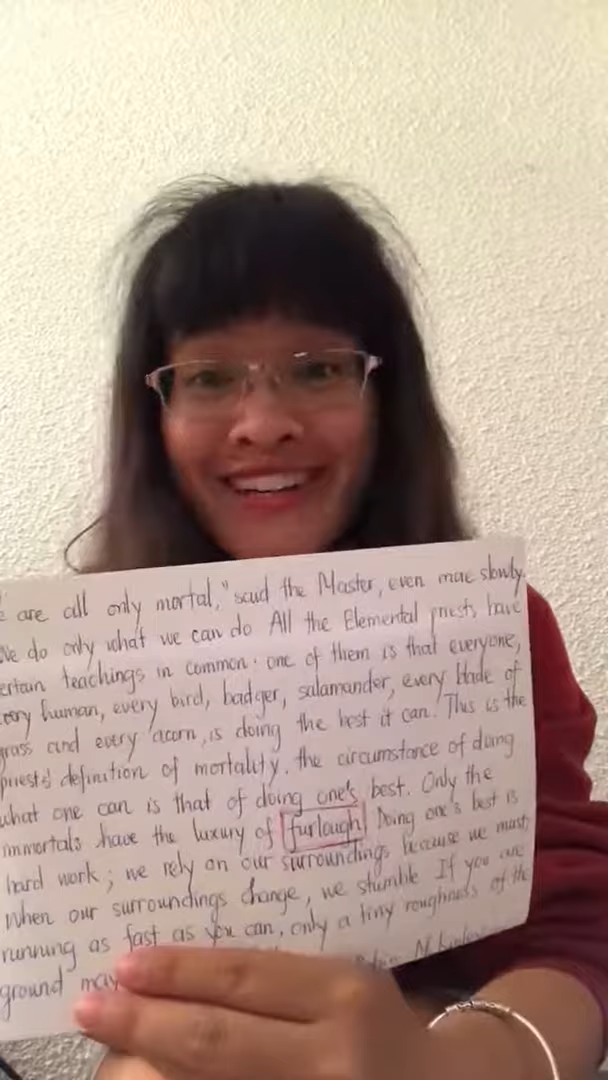 are all only mortal," said the Master, even more slowly.
We do only what we can do All the Elemental priests have
ertain teachings in common: one of them is that everyone,
ery human, every bird, badger, salamander, every blade of
grass and every acorn, is doing the best it can. This is the
priests' definition of mortality. the circumstance of doing
what one can is that of doing one's best. Only the
immortals have the luxury of furlough Doing one's best is
hard work; we rely on our surroundings because we must;
when our surroundings change, we stumble If you are
running as fast as you can, only a tiny roughness of the
ground may